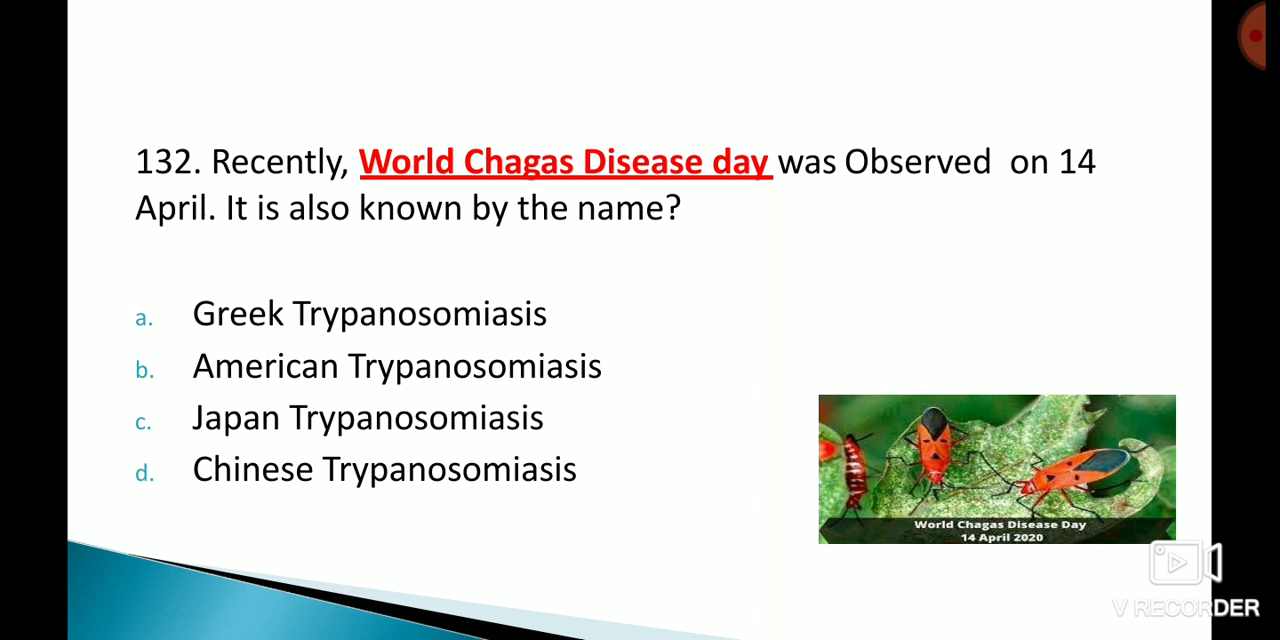 132. Recently, World Chagas Disease day was Observed on 14
April. It is also known by the name?
a. Greek Trypanosomiasis
b. American Trypanosomiasis
c. Japan Trypanosomiasis
d. Chinese Trypanosomiasis
World Chagas Disease Day
14 April 2020
V RECORDER